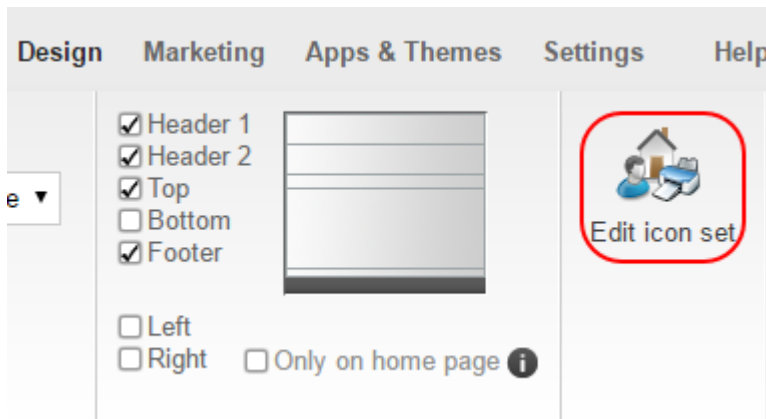 Design Marketing Apps & Themes Settings Help
Header 1
Header 2
Top
Bottom
Footer
e
Edit icon set
Left
Right Only on home page i